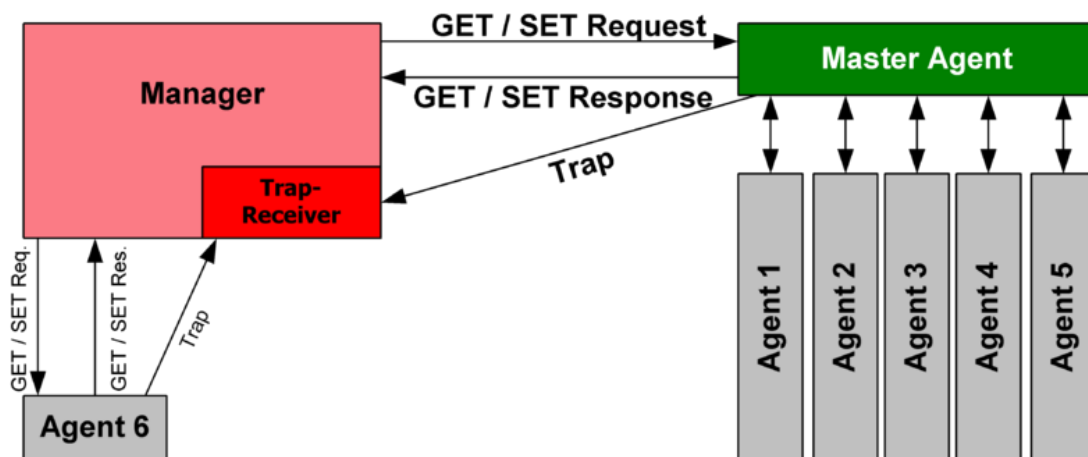 GET / SET Request
Manager
Master Agent
GET / SET Response
Trap
Trap-
Receiver
GET / SET Req.
GET / SET Res.
Trap
Agent 1
Agent 2
Agent 3
Agent 4
Agent 5
Agent 6